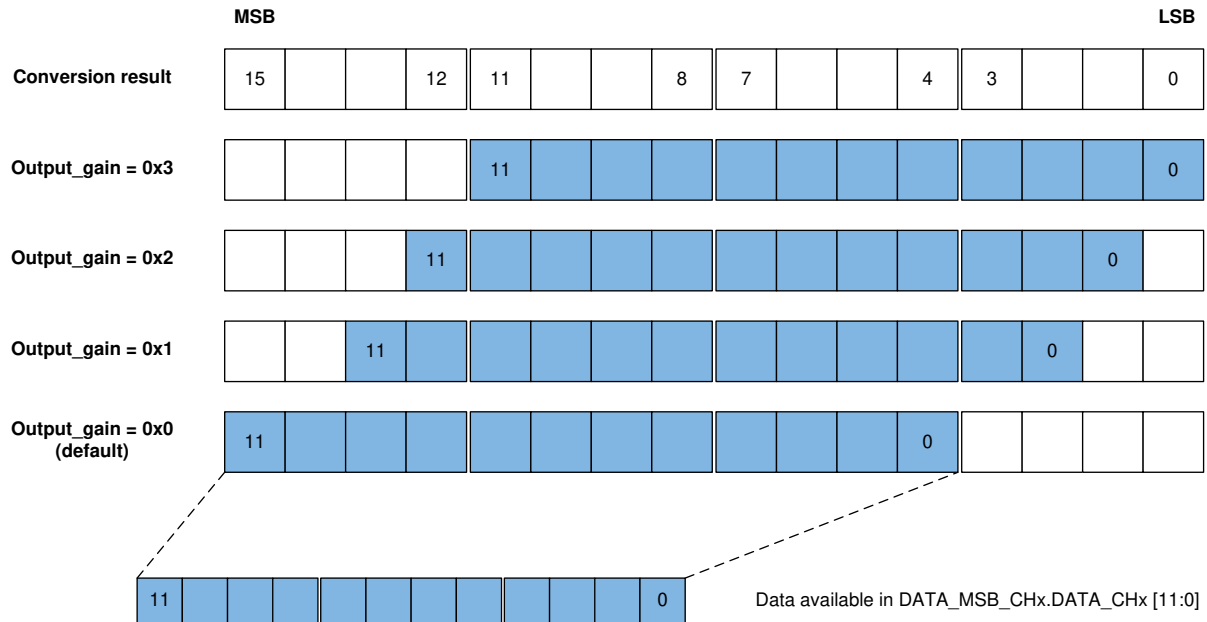 MSB LSB
Conversion result 15 12 11 8 7 4 3 0
Output_gain = 0x3 11 0
Output_gain = 0x2 11 0
Output_gain = 0x1 11 0
Output_gain = 0x0
(default) 11 0
11 0 Data available in DATA_MSB_CHx.DATA_CHx [11:0]